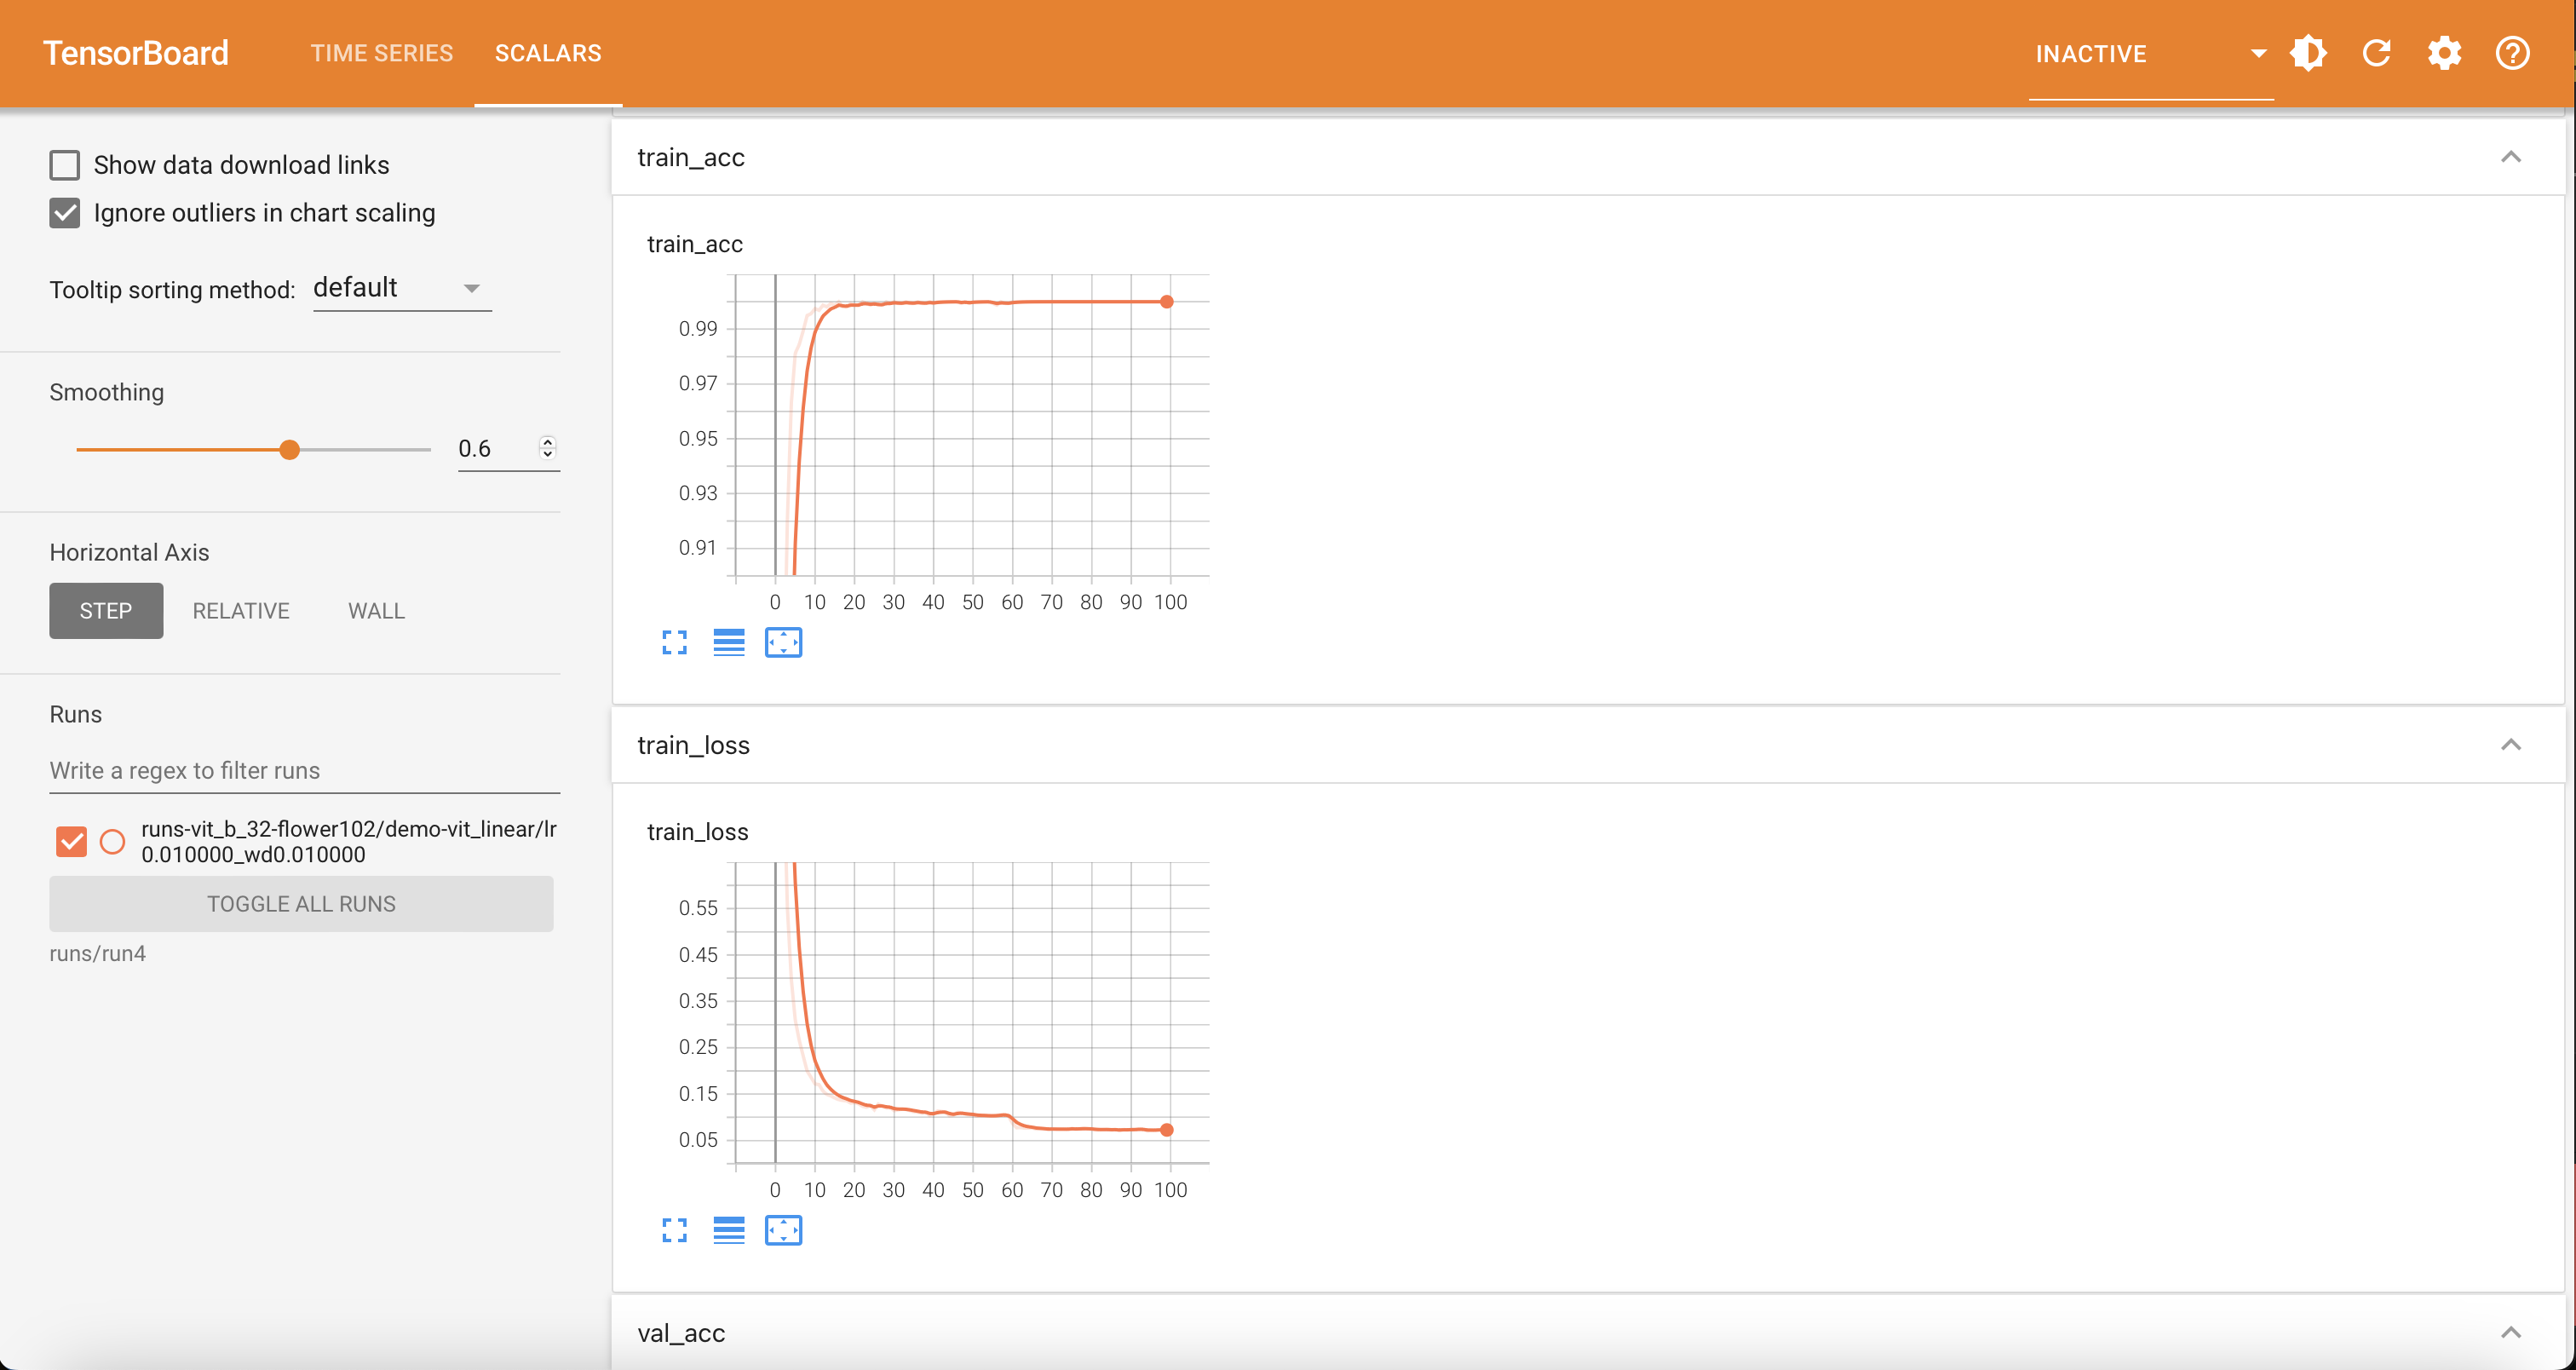 TensorBoard
TIME SERIES
SCALARS
INACTIVE
Show data download links
Ignore outliers in chart scaling
Tooltip sorting method: default
Smoothing
0.6
Horizontal Axis
STEP RELATIVE WALL
Runs
Write a regex to filter runs
runs-vit_b_32-flower102/demo-vit_linear/lr
0.010000_wd0.010000
TOGGLE ALL RUNS
runs/run4
train_acc
train_acc
0.99
0.97
0.95
0.93
0.91
0 10 20 30 40 50 60 70 80 90 100
train_loss
train_loss
0.55
0.45
0.35
0.25
0.15
0.05
0 10 20 30 40 50 60 70 80 90 100
val_acc